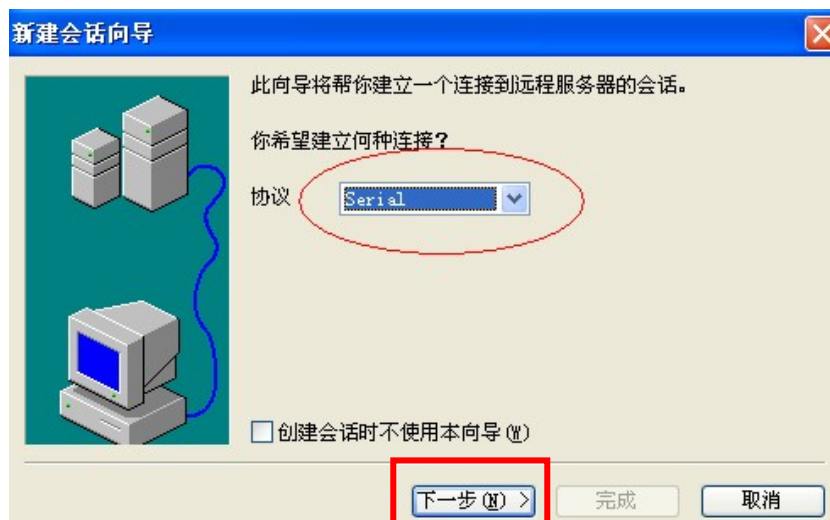 新建会话向导
此向导将帮你建立一个连接到远程服务器的会话。
你希望建立何种连接?
协议 Serial
创建会话时不使用本向导(W)
下一步(N) > 完成 取消